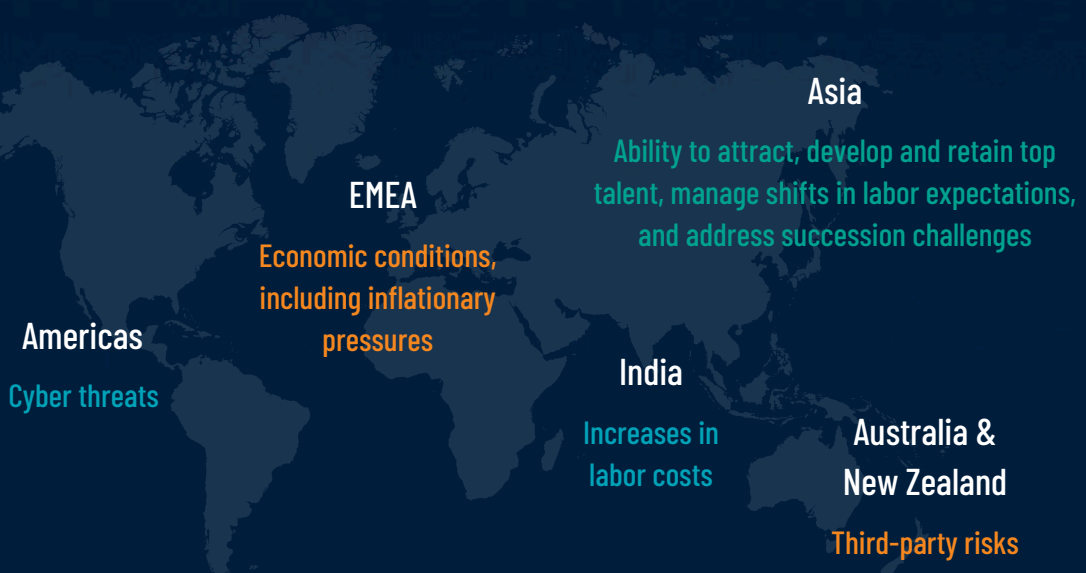 Asia
Ability to attract, develop and retain top
talent, manage shifts in labor expectations,
and address succession challenges
EMEA
Economic conditions,
including inflationary
pressures
Americas
Cyber threats
India
Increases in
labor costs
Australia &
New Zealand
Third-party risks